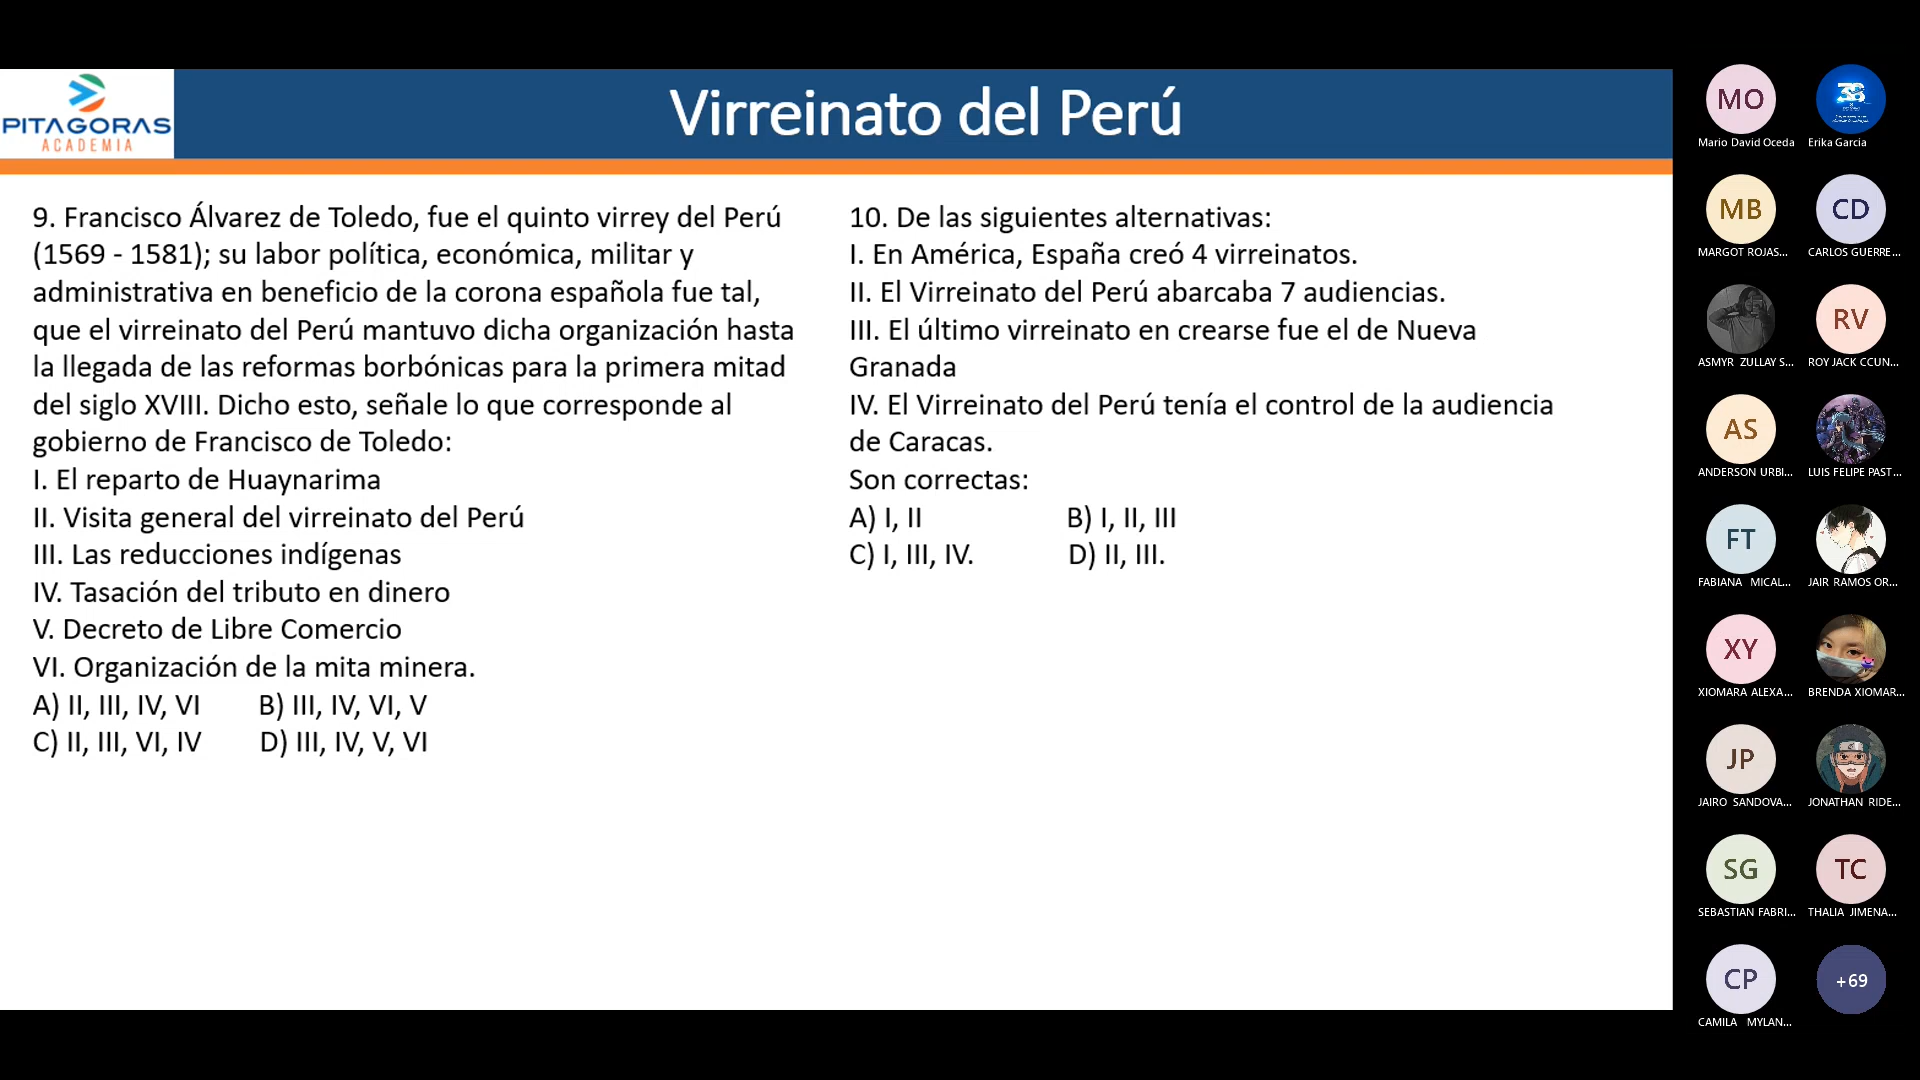 PITAGORAS
ACADEMIA
Virreinato del Perú
9. Francisco Álvarez de Toledo, fue el quinto virrey del Perú
(1569 - 1581); su labor política, económica, militar y
administrativa en beneficio de la corona española fue tal,
que el virreinato del Perú mantuvo dicha organización hasta
la llegada de las reformas borbónicas para la primera mitad
del siglo XVIII. Dicho esto, señale lo que corresponde al
gobierno de Francisco de Toledo:
I. El reparto de Huaynarima
II. Visita general del virreinato del Perú
III. Las reducciones indígenas
IV. Tasación del tributo en dinero
V. Decreto de Libre Comercio
VI. Organización de la mita minera.
A) II, III, IV, VI B) III, IV, VI, V
C) II, III, VI, IV D) III, IV, V, VI
10. De las siguientes alternativas:
I. En América, España creó 4 virreinatos.
II. El Virreinato del Perú abarcaba 7 audiencias.
III. El último virreinato en crearse fue el de Nueva
Granada
IV. El Virreinato del Perú tenía el control de la audiencia
de Caracas.
Son correctas:
A) I, II B) I, II, III
C) I, III, IV. D) II, III.
MO
Mario David Oceda Erika Garcia
MB CD
MARGOT ROJAS... CARLOS GUERRE...
RV
ASMYR ZULLAY S... ROY JACK CCUN...
AS
ANDERSON URBI... LUIS FELIPE PAST...
FT
FABIANA MICAL... JAIR RAMOS OR...
XY
XIOMARA ALEXA... BRENDA XIOMAR...
JP
JAIRO SANDOVA... JONATHAN RIDE...
SG TC
SEBASTIAN FABRI... THALIA JIMENA...
CP +69
CAMILA MYLAN...